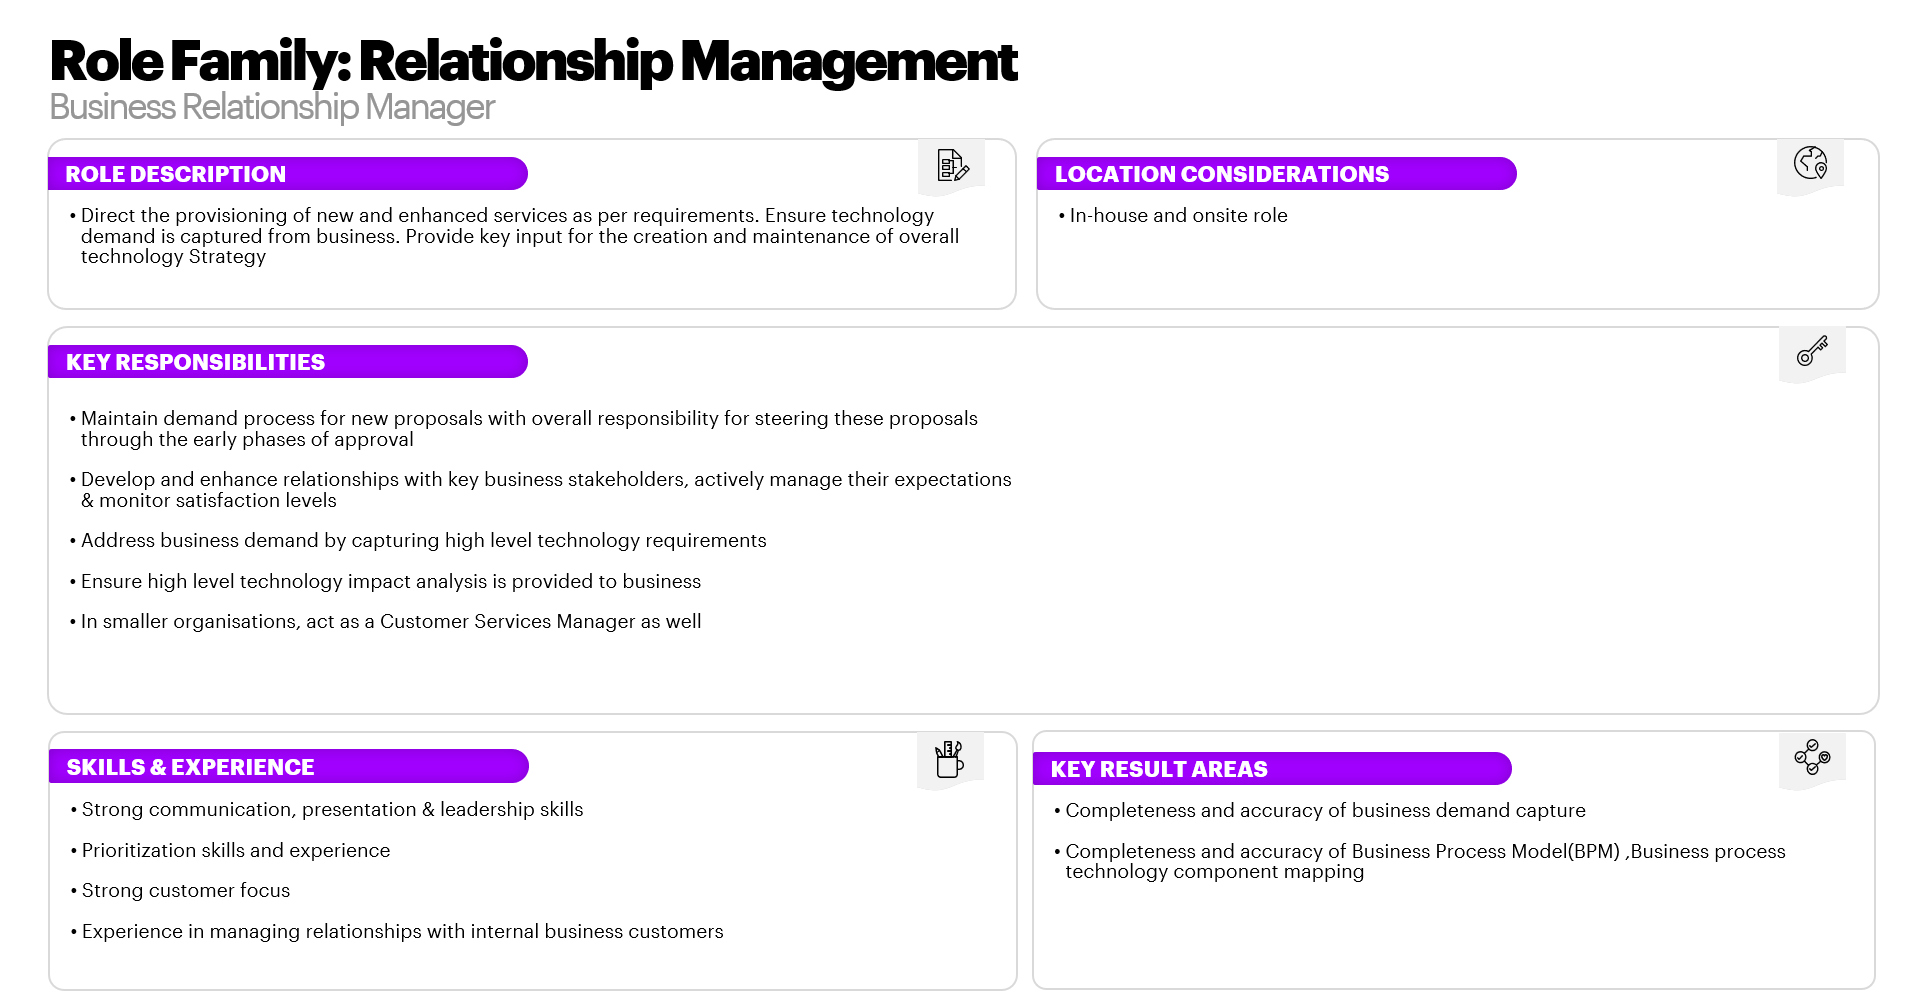 Role Family: Relationship Management
Business Relationship Manager
ROLE DESCRIPTION
• Direct the provisioning of new and enhanced services as per requirements. Ensure technology
demand is captured from business. Provide key input for the creation and maintenance of overall
technology Strategy
LOCATION CONSIDERATIONS
• In-house and onsite role
KEY RESPONSIBILITIES
• Maintain demand process for new proposals with overall responsibility for steering these proposals
through the early phases of approval
• Develop and enhance relationships with key business stakeholders, actively manage their expectations
& monitor satisfaction levels
• Address business demand by capturing high level technology requirements
• Ensure high level technology impact analysis is provided to business
• In smaller organisations, act as a Customer Services Manager as well
SKILLS & EXPERIENCE
• Strong communication, presentation & leadership skills
• Prioritization skills and experience
• Strong customer focus
• Experience in managing relationships with internal business customers
KEY RESULT AREAS
• Completeness and accuracy of business demand capture
• Completeness and accuracy of Business Process Model(BPM) ,Business process
technology component mapping